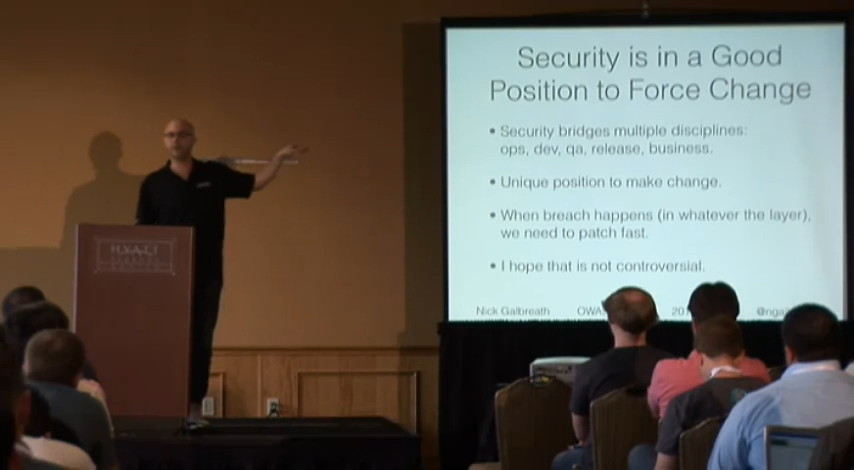 Security is in a Good
Position to Force Change
• Security bridges multiple disciplines:
ops, dev, qa, release, business.
• Unique position to make change.
• When breach happens (in whatever the layer),
we need to patch fast.
• I hope that is not controversial.
Nick Galbreath
HYATT